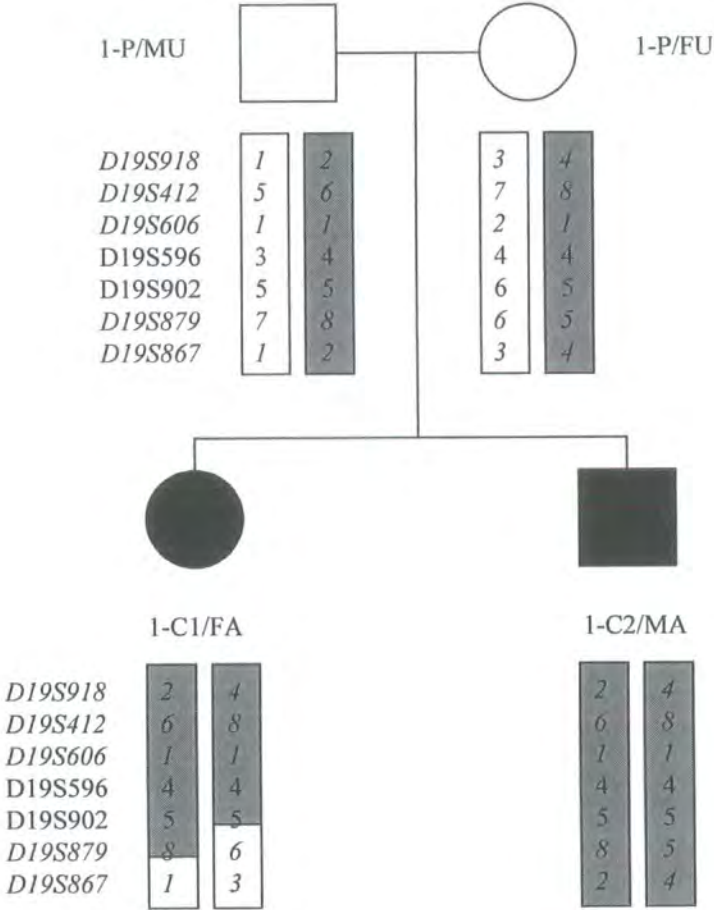 1-P/MU 1-P/FU
D19S918 1 2 3 4
D19S412 5 6 7 8
D19S606 1 1 2 1
D19S596 3 4 4 4
D19S902 5 5 6 5
D19S879 7 8 6 5
D19S867 1 2 3 4
1-C1/FA 1-C2/MA
D19S918 2 4 2 4
D19S412 6 8 6 8
D19S606 1 1 1 1
D19S596 4 4 4 4
D19S902 5 5 5 5
D19S879 8 6 8 5
D19S867 1 3 2 4